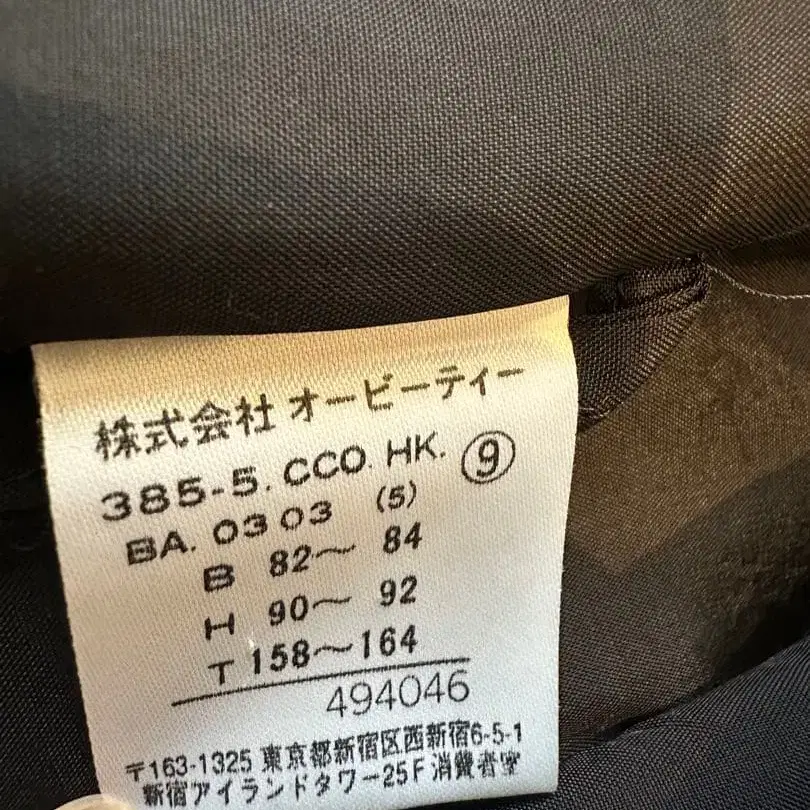 株式会社 オービーティー
385-5. CCO. HK. ⑨
BA. 0303 (5)
B 82〜 84
H 90〜 92
T 158〜164
494046
〒163-1325 東京都新宿区西新宿6-5-1
新宿アイランドタワー25F 消費者室